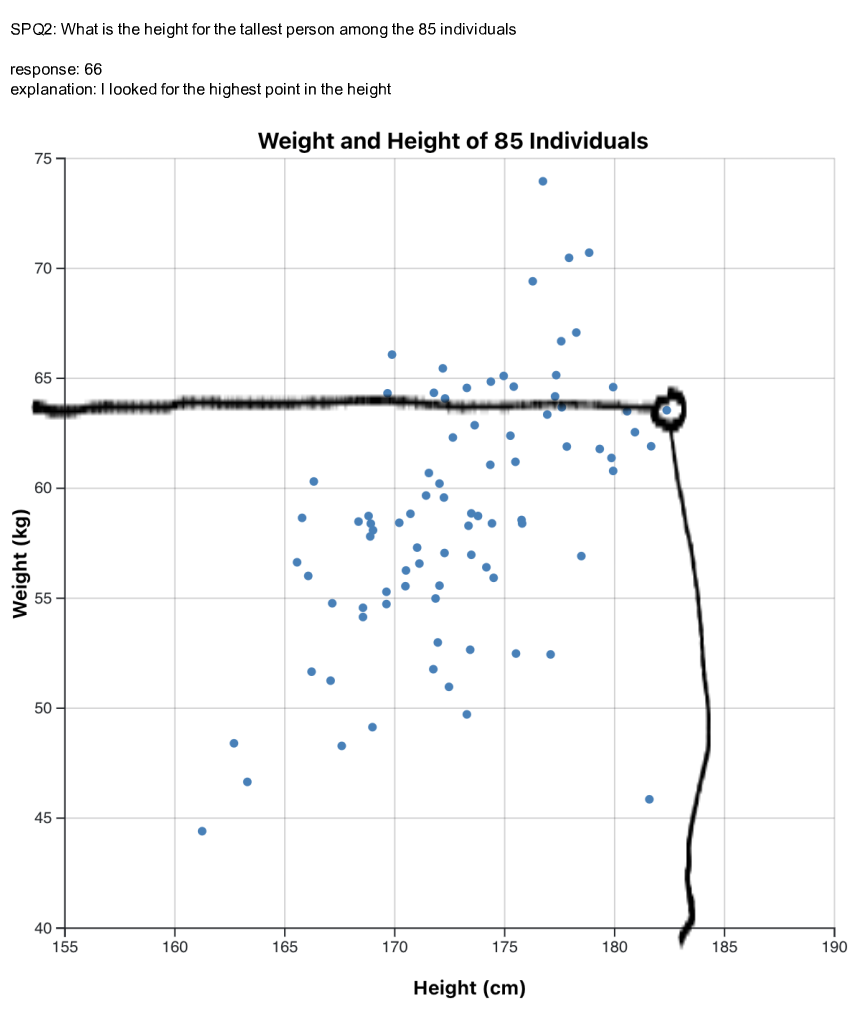 SPQ2: What is the height for the tallest person among the 85 individuals
response: 66
explanation: I looked for the highest point in the height
Weight and Height of 85 Individuals
75
70
65
60
55
50
45
40
Weight (kg)
155 160 165 170 175 180 185 190
Height (cm)